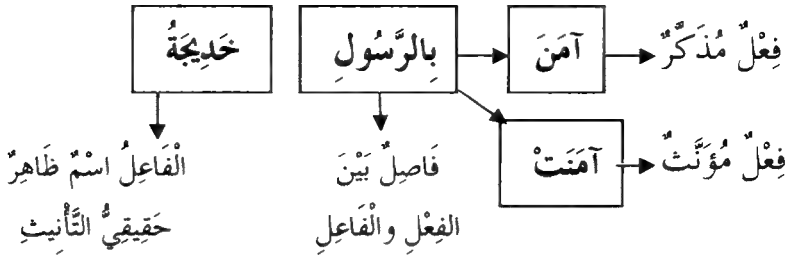 فِعْلٌ مُذَكَّرٌ آمَنَ بِالرَّسُولِ خَدِيجَةُ
فِعْلٌ مُؤَنَّثٌ آمَنَتْ
فَاصِلٌ بَيْنَ
الفِعْلِ والْفَاعِلِ
الْفَاعِلُ اسْمٌ ظَاهِرٌ
حَقِيقِيُّ التَّأْنِيثِ